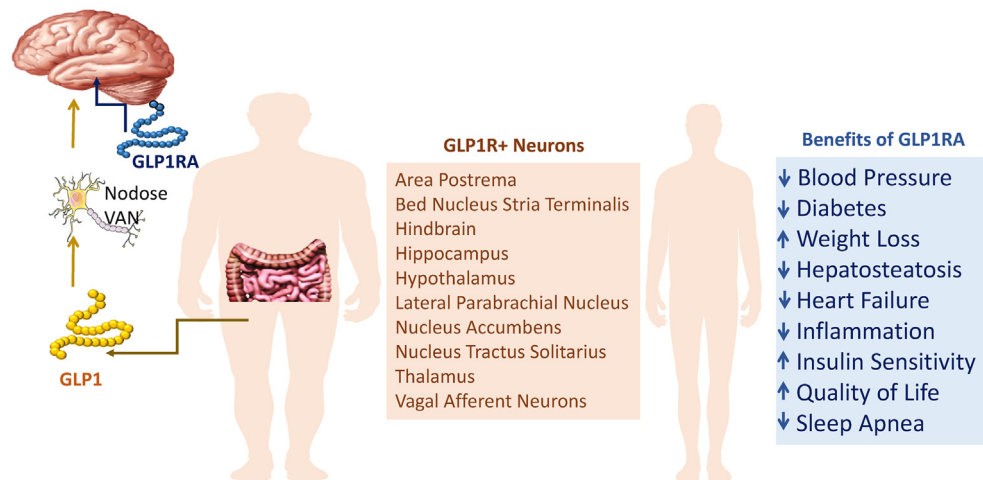 GLP1RA
Nodose
VAN
GLP1
GLP1R+ Neurons
Area Postrema
Bed Nucleus Stria Terminalis
Hindbrain
Hippocampus
Hypothalamus
Lateral Parabrachial Nucleus
Nucleus Accumbens
Nucleus Tractus Solitarius
Thalamus
Vagal Afferent Neurons
Benefits of GLP1RA
↓ Blood Pressure
↓ Diabetes
↑ Weight Loss
↓ Hepatosteatosis
↓ Heart Failure
↓ Inflammation
↑ Insulin Sensitivity
↑ Quality of Life
↓ Sleep Apnea